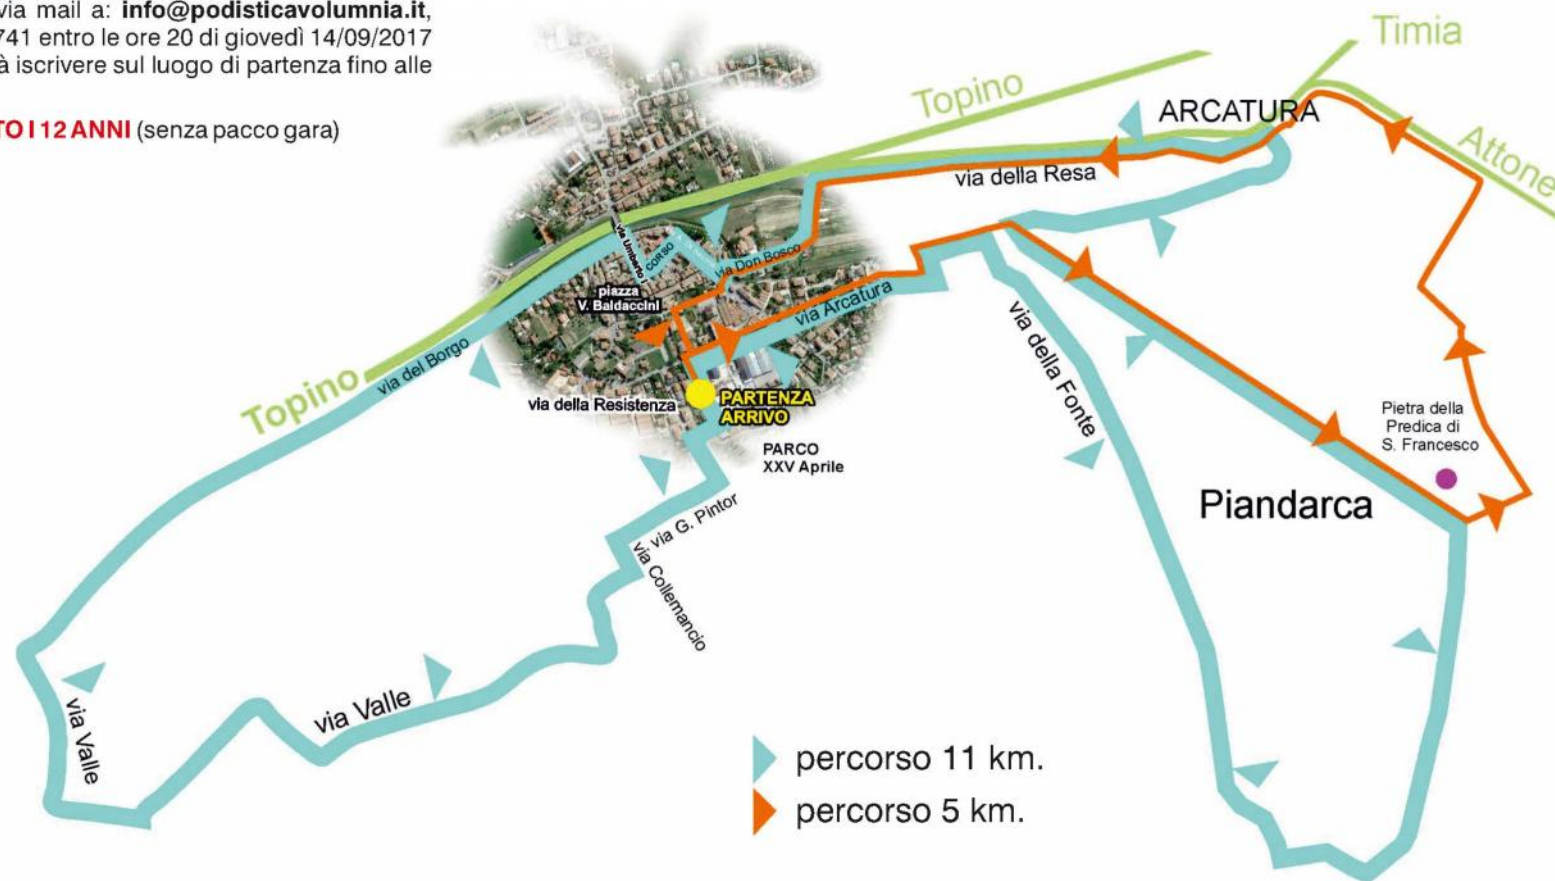 via mail a: info@podisticavolumnia.it,
741 entro le ore 20 di giovedì 14/09/2017
à iscrivere sul luogo di partenza fino alle
TO I 12 ANNI (senza pacco gara)
Timia
Topino
ARCATURA
Attone
via della Resa
via Umberto I
CORSO
via Don Bosco
piazza
V. Baldaccini
via Arcatura
via del Borgo
Topino
via della Resistenza
PARTENZA
ARRIVO
via della Fonte
Pietra della
Predica di
S. Francesco
PARCO
XXV Aprile
Piandarca
via G. Pintor
via Collemancio
via Valle
via Valle
percorso 11 km.
percorso 5 km.